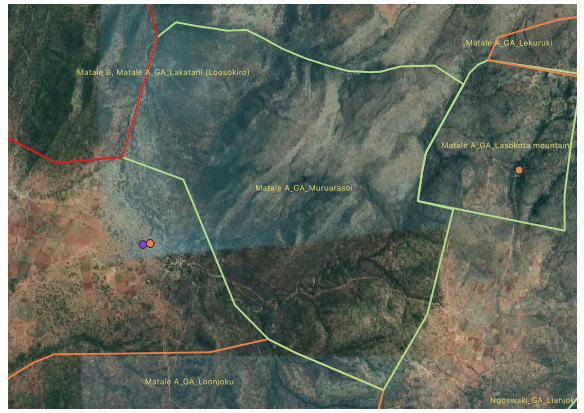 Matale A_GA_Lekuruki
Matale B, Matale A_GA_Lakatani (Loosokiro)
Matale A_GA_Lasokota mountain
Matale A_GA_Muruarasoi
Matale A_GA_Loonjoku
Ngoswaki_GA_Lianjok